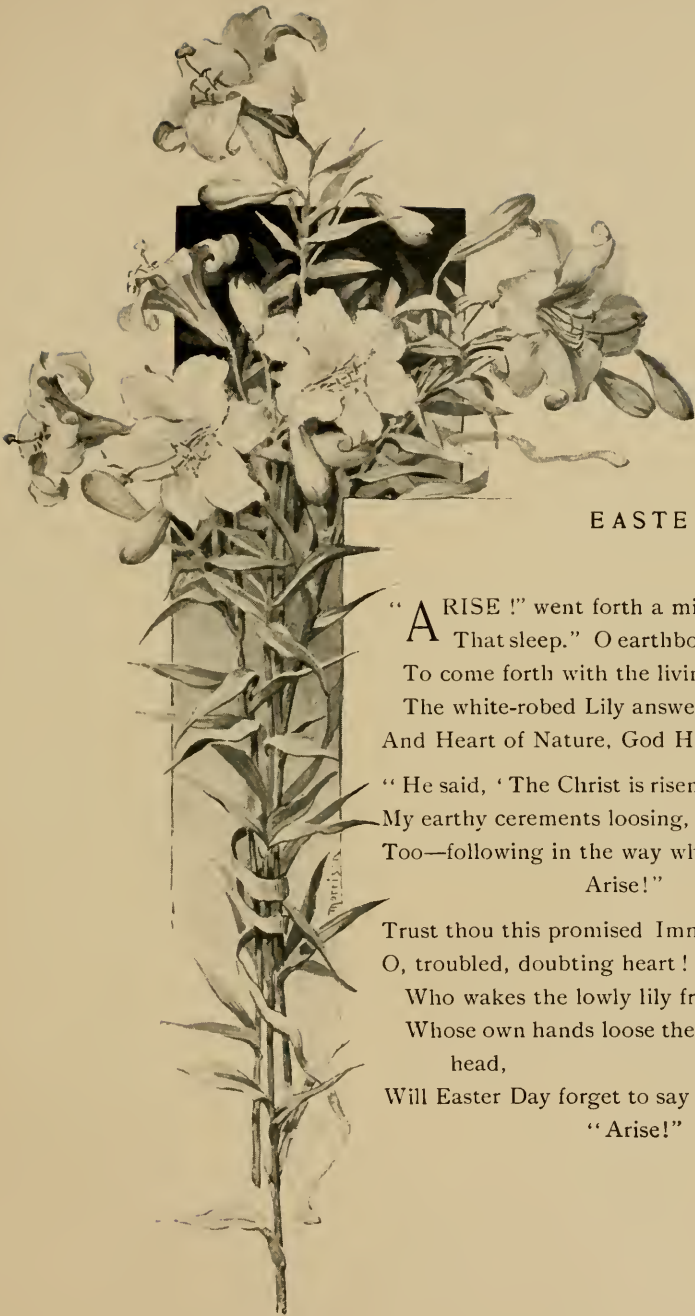 EASTE
"ARISE!" went forth a mi
That sleep." O earthbo
To come forth with the livin
The white-robed Lily answe
And Heart of Nature, God H
"He said, 'The Christ is risen
My earthy cerements loosing,
Too—following in the way wh
Arise!"
Trust thou this promised Imm
O, troubled, doubting heart!
Who wakes the lowly lily fr
Whose own hands loose the
head,
Will Easter Day forget to say
"Arise!"
Morrison